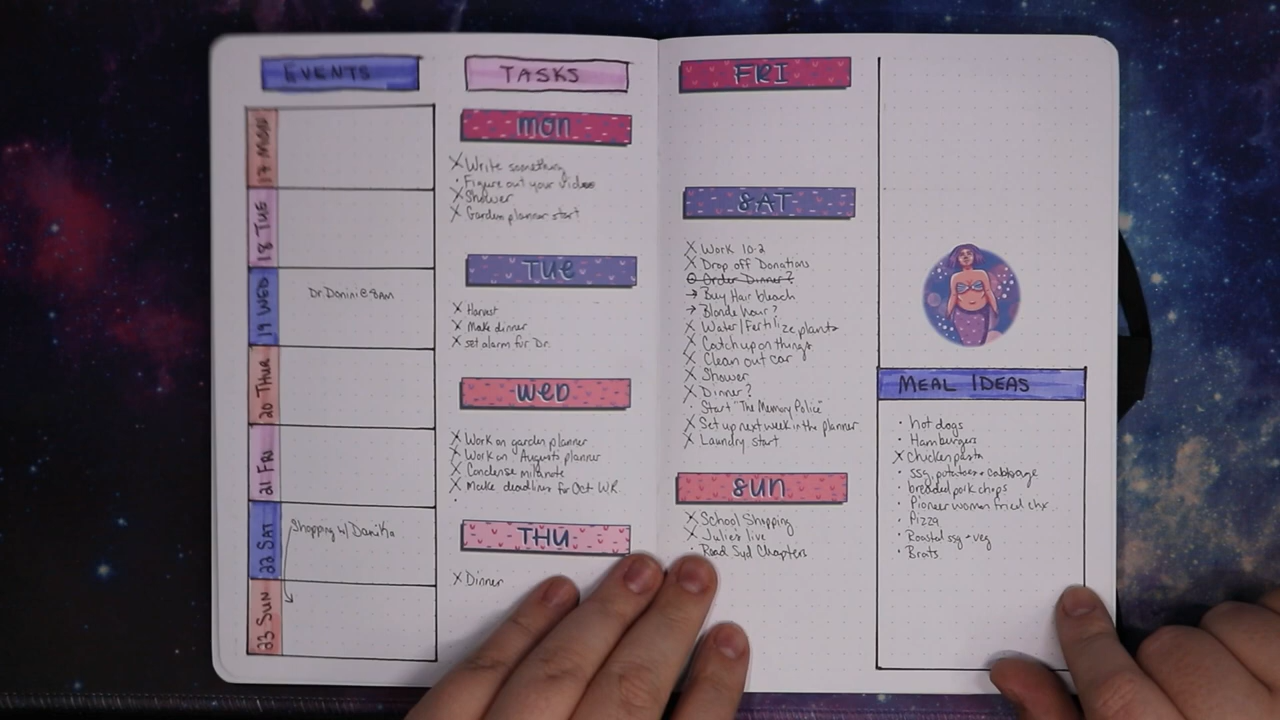 EVENTS
17 MON
18 TUE
19 WED
Dr. Donini @ 8AM
20 THUR
21 FRI
22 SAT
Shopping w/ Danika
23 SUN
TASKS
MON
X Write something
· Figure out your videos
X Shower
X Garden planner start
TUE
X Harvest
X Make dinner
X set alarm for Dr.
WED
X Work on garden planner
X Work on Augusts planner
X Condense milanote
X Make deadlines for Oct WR
THU
X Dinner
FRI
SAT
X Work 10-2
X Drop off Donations
Order Dinner?
→ Buy Hair bleach
→ Blonde hour?
X Water/Fertilize plants
X Catch up on things
X Clean out car
X Shower
X Dinner?
· Start "The Memory Police"
X Set up next week in the planner
X Laundry start
SUN
X School Shopping
X Julie's live
· Read Syd Chapters
MEAL IDEAS
· hot dogs
· Hamburgers
X Chicken pasta
· ssg, potatoes + cabbage
· breaded pork chops
· Pioneer woman fried chx
· Pizza
· Roasted ssg + veg
· Brats